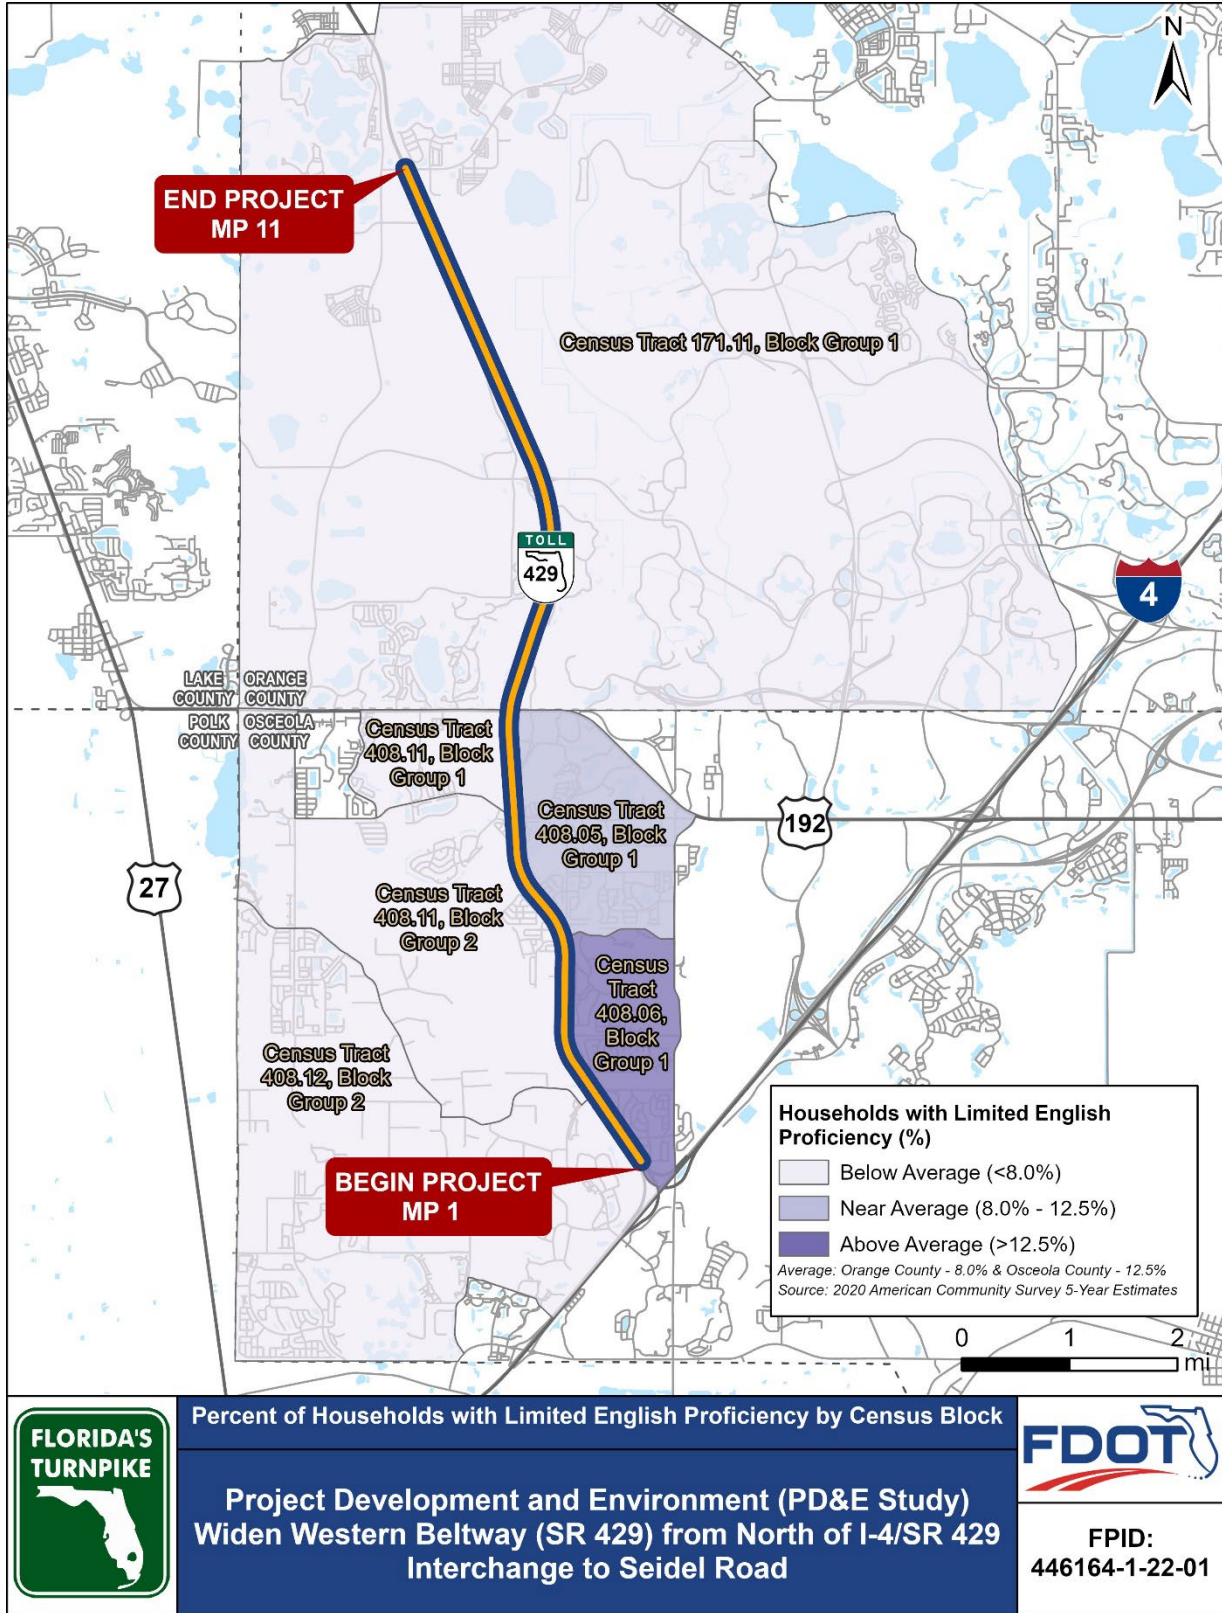 N
END PROJECT
MP 11
Census Tract 171.11, Block Group 1
TOLL
429
4
LAKE
COUNTY
ORANGE
COUNTY
POLK
COUNTY
OSCEOLA
COUNTY
Census Tract
408.11, Block
Group 1
Census Tract
408.05, Block
Group 1
192
27
Census Tract
408.11, Block
Group 2
Census
Tract
408.06,
Block
Group 1
Census Tract
408.12, Block
Group 2
BEGIN PROJECT
MP 1
Households with Limited English
Proficiency (%)
Below Average (<8.0%)
Near Average (8.0% - 12.5%)
Above Average (>12.5%)
Average: Orange County - 8.0% & Osceola County - 12.5%
Source: 2020 American Community Survey 5-Year Estimates
0 1 2
mi
FLORIDA'S
TURNPIKE
Percent of Households with Limited English Proficiency by Census Block
Project Development and Environment (PD&E Study)
Widen Western Beltway (SR 429) from North of I-4/SR 429
Interchange to Seidel Road
FDOT
FPID:
446164-1-22-01